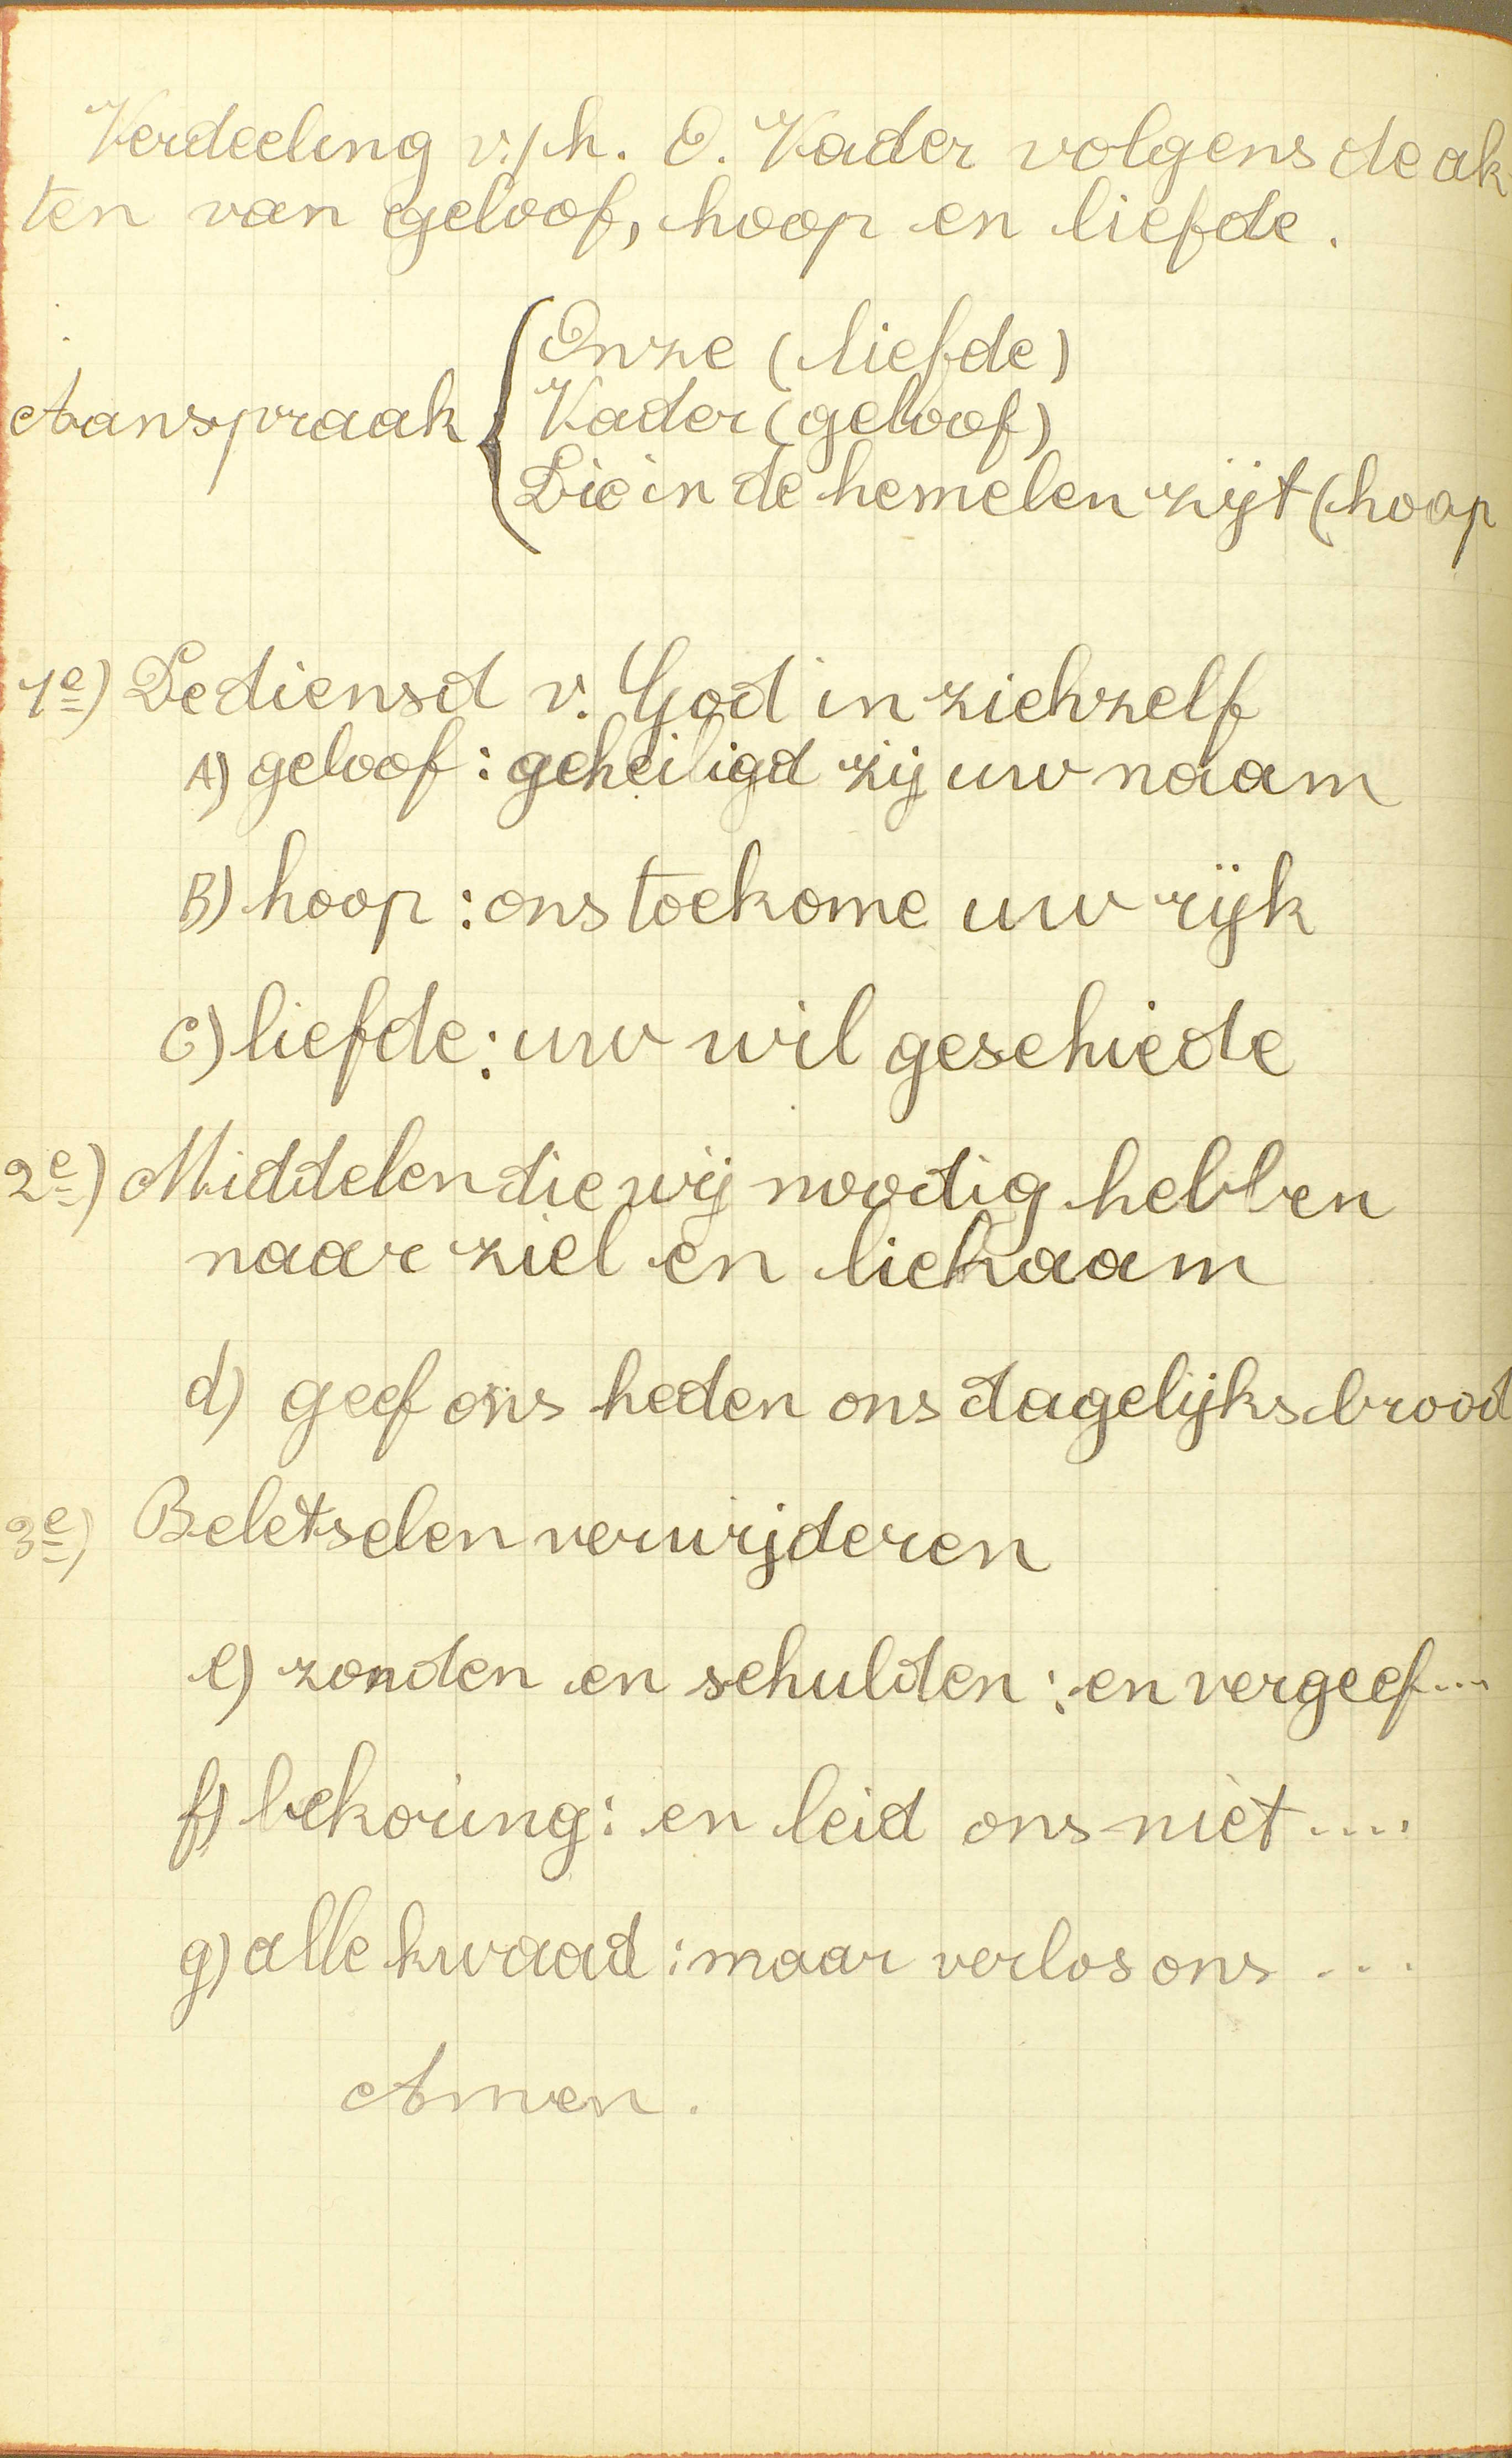 Verdeeling v/h. O. Vader volgens de ak
ten van geloof, hoop en liefde.
Aanspraak { Onze (liefde)
Vader (geloof)
Die in de hemelen zijt (hoop
1e) De diensd v. God in zichzelf
A) geloof : geheiligd zij uw naam
B) hoop : ons toekome uw rijk
C) liefde : uw wil geschiede
2e) Middelen die wij noodig hebben
naar ziel en lichaam
d) geef ons heden ons dagelijks brood
3e) Beletselen verwijderen
e) zonden en schulden : en vergeef...
f) bekoring : en leid ons niet ....
g) alle kwaad : maar verlos ons ...
Amen.